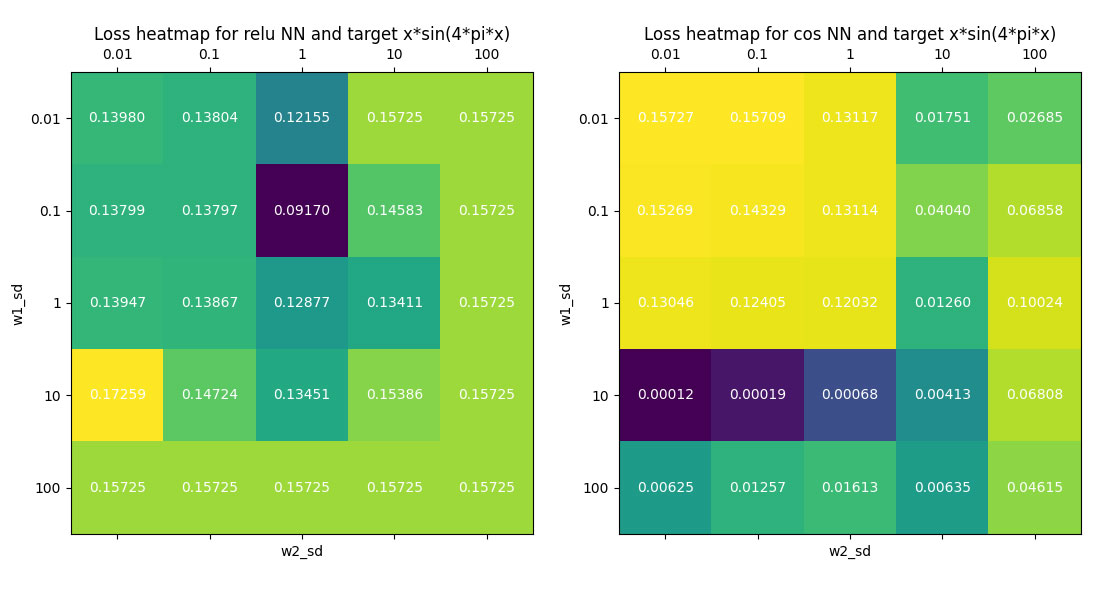 Loss heatmap for relu NN and target x*sin(4*pi*x)
0.01 0.1 1 10 100
0.01 0.13980 0.13804 0.12155 0.15725 0.15725
0.1 0.13799 0.13797 0.09170 0.14583 0.15725
w1_sd
1 0.13947 0.13867 0.12877 0.13411 0.15725
10 0.17259 0.14724 0.13451 0.15386 0.15725
100 0.15725 0.15725 0.15725 0.15725 0.15725
w2_sd
Loss heatmap for cos NN and target x*sin(4*pi*x)
0.01 0.1 1 10 100
0.01 0.15727 0.15709 0.13117 0.01751 0.02685
0.1 0.15269 0.14329 0.13114 0.04040 0.06858
w1_sd
1 0.13046 0.12405 0.12032 0.01260 0.10024
10 0.00012 0.00019 0.00068 0.00413 0.06808
100 0.00625 0.01257 0.01613 0.00635 0.04615
w2_sd